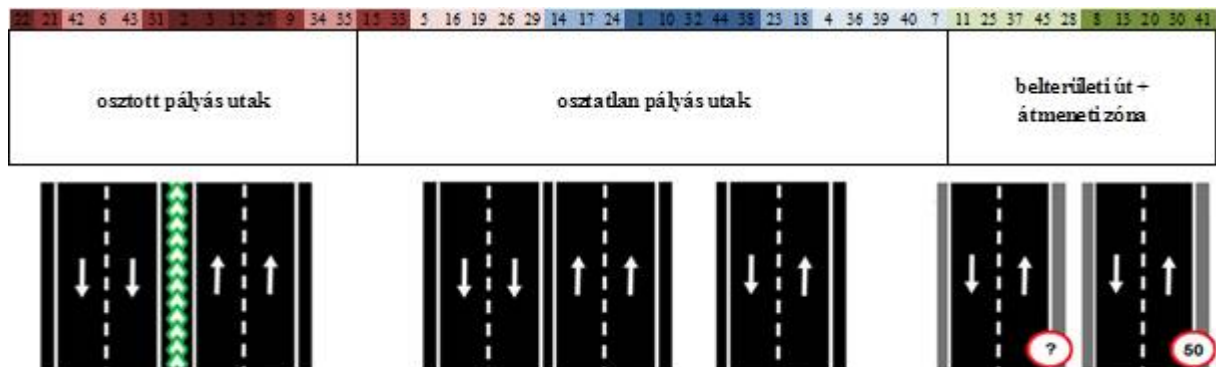 22 21 42 6 43 31 2 3 12 27 9 34 35 15 33 5 16 19 26 29 14 17 24 1 10 32 44 38 23 18 4 36 39 40 7 11 25 37 45 28 8 13 20 30 41
osztott pályás utak
osztatlan pályás utak
belterületi út +
átmeneti zóna
?
50